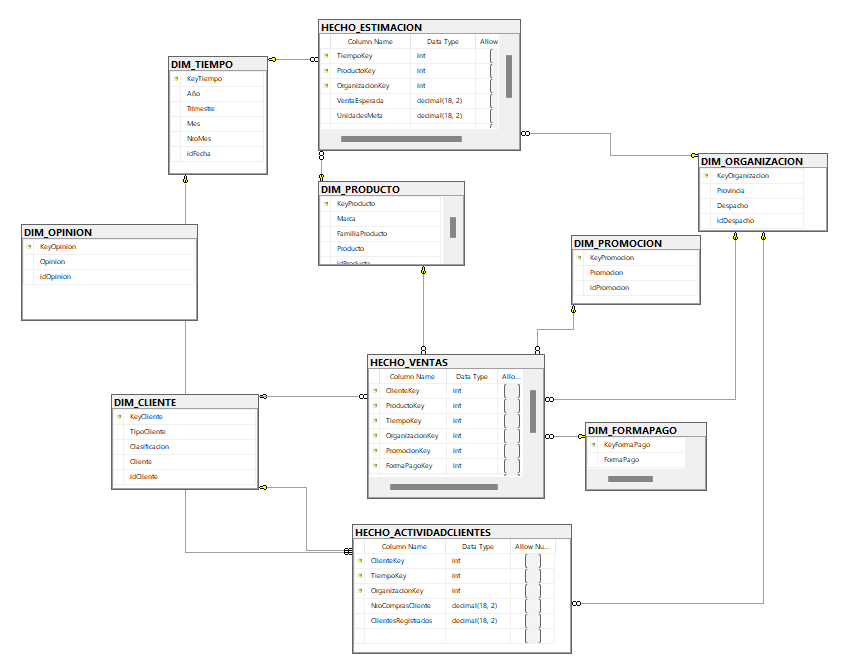 HECHO_ESTIMACION
Column Name Data Type Allow
TiempoKey int
ProductoKey int
OrganizacionKey int
VentaEsperada decimal(18, 2)
UnidadesMeta decimal(18, 2)
DIM_TIEMPO
KeyTiempo
Año
Trimestre
Mes
NroMes
idFecha
DIM_ORGANIZACION
KeyOrganizacion
Provincia
Despacho
idDespacho
DIM_PRODUCTO
KeyProducto
Marca
FamiliaProducto
Producto
idProducto
DIM_OPINION
KeyOpinion
Opinion
idOpinion
DIM_PROMOCION
KeyPromocion
Promocion
idPromocion
HECHO_VENTAS
Column Name Data Type Allo...
ClienteKey int
ProductoKey int
TiempoKey int
OrganizacionKey int
PromocionKey int
FormaPagoKey int
DIM_CLIENTE
KeyCliente
TipoCliente
Clasificacion
Cliente
idCliente
DIM_FORMAPAGO
KeyFormaPago
FormaPago
HECHO_ACTIVIDADCLIENTES
Column Name Data Type Allow Nu...
ClienteKey int
TiempoKey int
OrganizacionKey int
NroComprasCliente decimal(18, 2)
ClientesRegistrados decimal(18, 2)